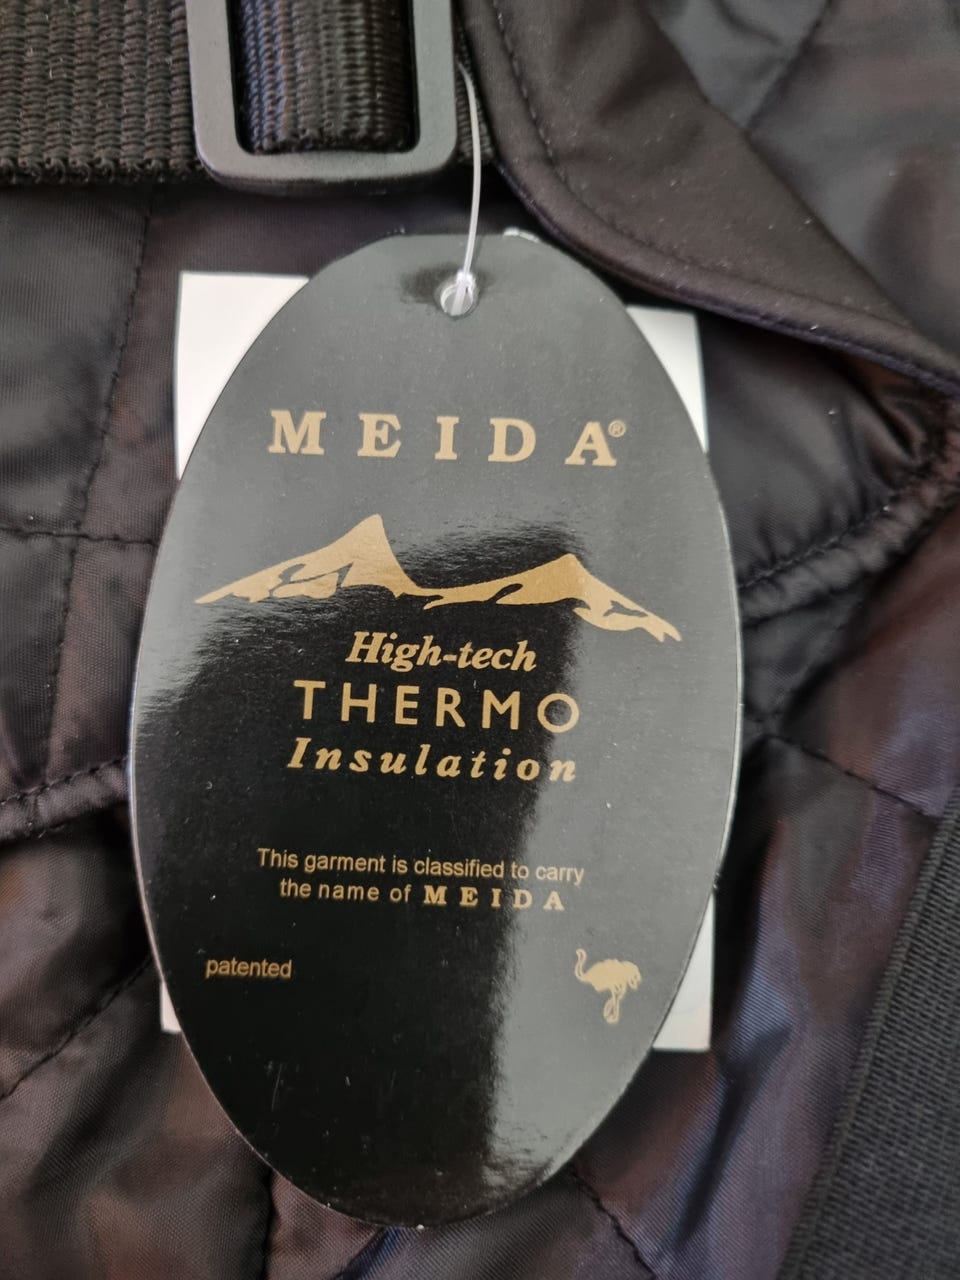 MEIDA®
High-tech
THERMO
Insulation
This garment is classified to carry
the name of MEIDA
patented